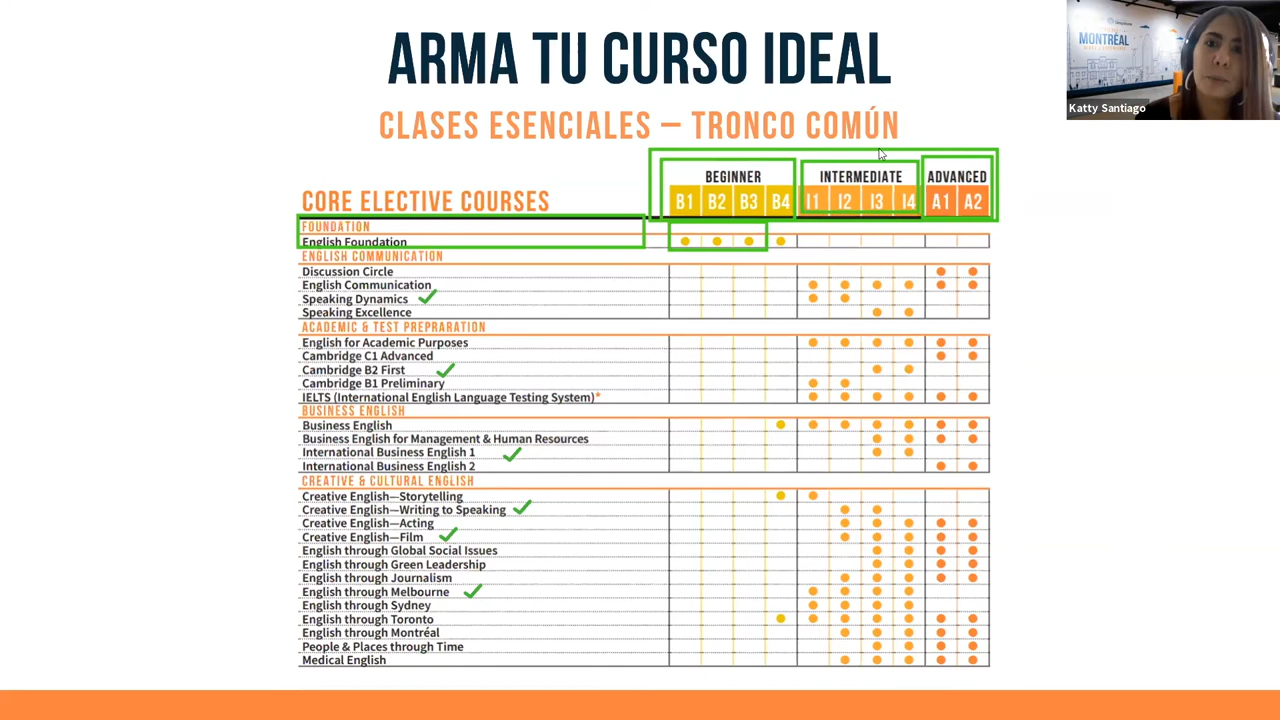 ARMA TU CURSO IDEAL
CLASES ESENCIALES – TRONCO COMÚN
MONTRÉAL
Katty Santiago
BEGINNER INTERMEDIATE ADVANCED
CORE ELECTIVE COURSES B1 B2 B3 B4 I1 I2 I3 I4 A1 A2
FOUNDATION
English Foundation
ENGLISH COMMUNICATION
Discussion Circle
English Communication
Speaking Dynamics
Speaking Excellence
ACADEMIC & TEST PREPRARATION
English for Academic Purposes
Cambridge C1 Advanced
Cambridge B2 First
Cambridge B1 Preliminary
IELTS (International English Language Testing System)*
BUSINESS ENGLISH
Business English
Business English for Management & Human Resources
International Business English 1
International Business English 2
CREATIVE & CULTURAL ENGLISH
Creative English—Storytelling
Creative English—Writing to Speaking
Creative English—Acting
Creative English—Film
English through Global Social Issues
English through Green Leadership
English through Journalism
English through Melbourne
English through Sydney
English through Toronto
English through Montréal
People & Places through Time
Medical English